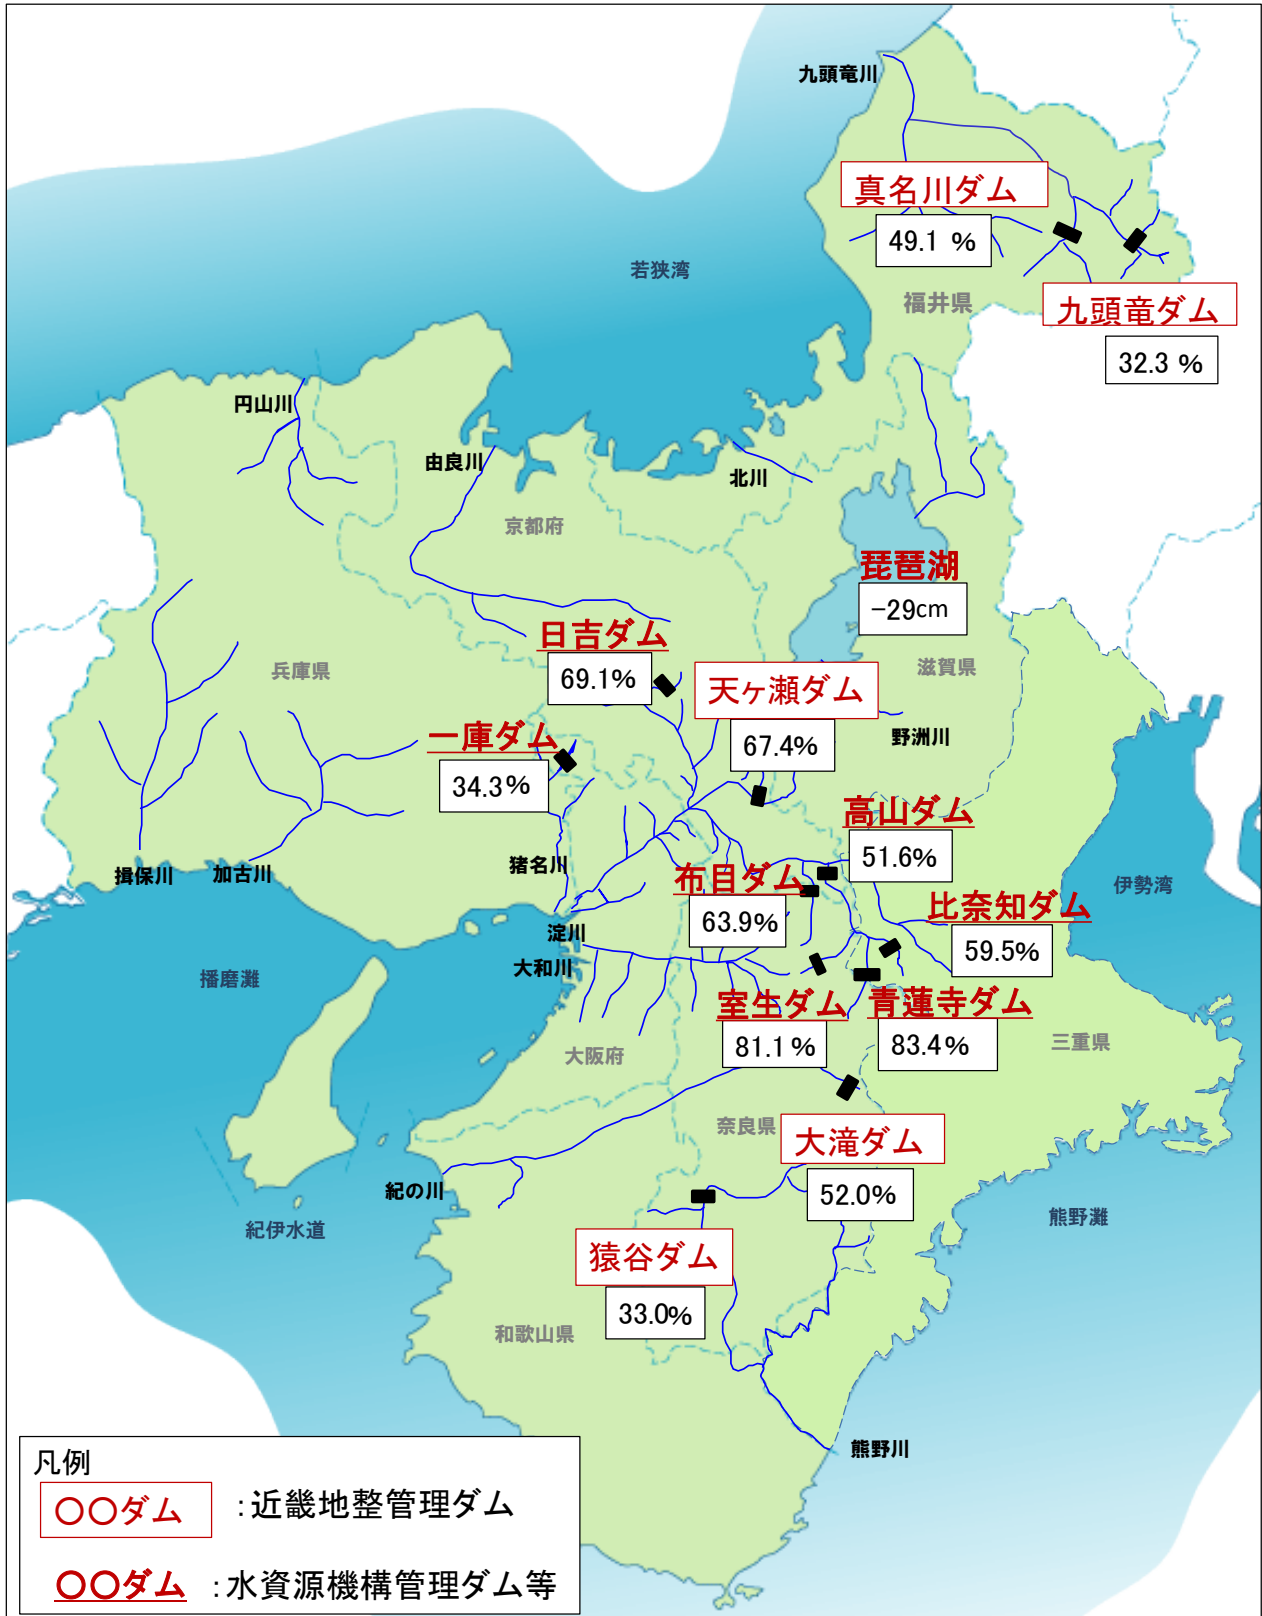 九頭竜川
真名川ダム
49.1 %
若狭湾
福井県
九頭竜ダム
32.3 %
円山川
由良川
北川
京都府
琵琶湖
−29cm
日吉ダム
69.1%
兵庫県
滋賀県
天ヶ瀬ダム
67.4%
野洲川
一庫ダム
34.3%
高山ダム
51.6%
猪名川
揖保川
加古川
布目ダム
63.9%
伊勢湾
比奈知ダム
59.5%
淀川
大和川
播磨灘
室生ダム
81.1%
青蓮寺ダム
83.4%
大阪府
三重県
奈良県
大滝ダム
52.0%
紀の川
紀伊水道
熊野灘
猿谷ダム
33.0%
和歌山県
熊野川
凡例
〇〇ダム :近畿地整管理ダム
〇〇ダム :水資源機構管理ダム等